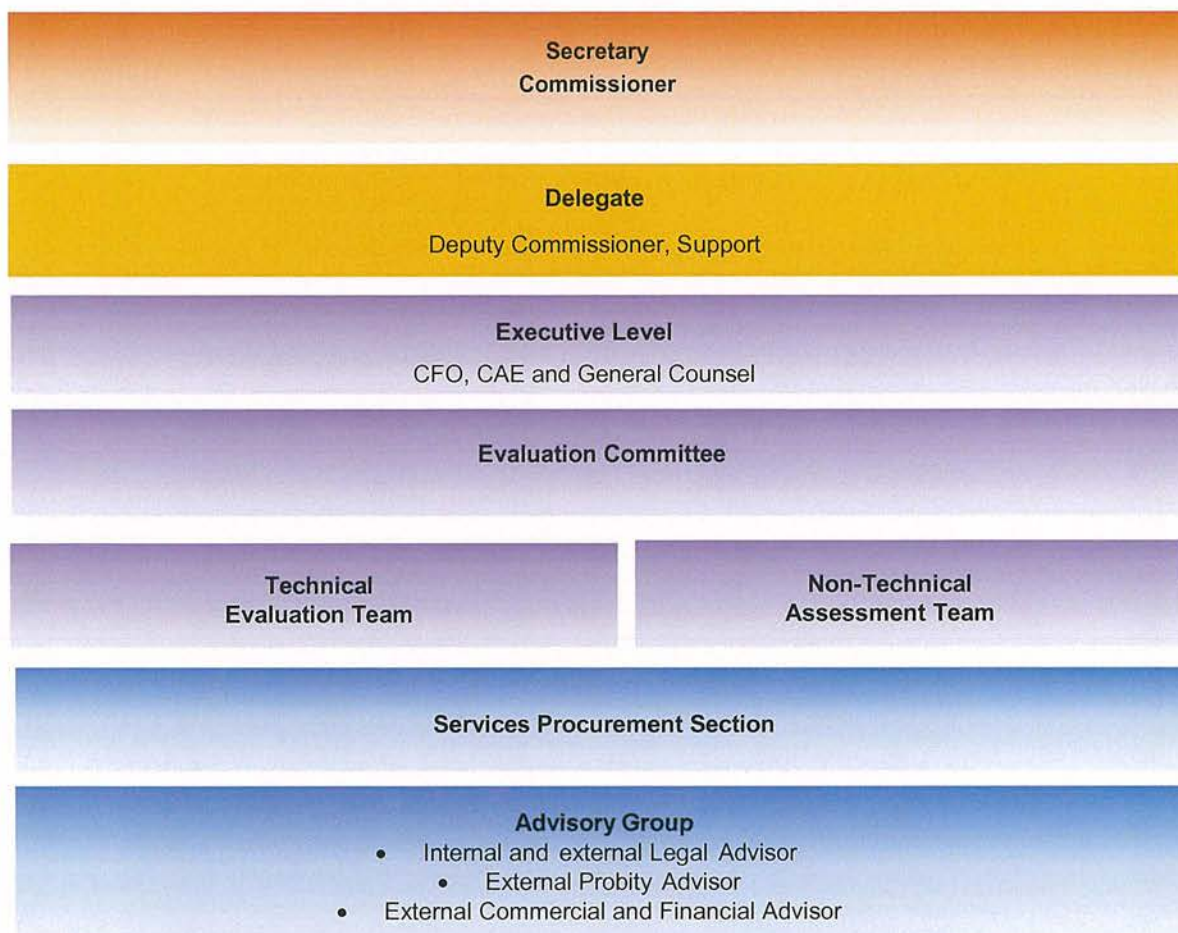 Secretary
Commissioner
Delegate
Deputy Commissioner, Support
Executive Level
CFO, CAE and General Counsel
Evaluation Committee
Technical
Evaluation Team
Non-Technical
Assessment Team
Services Procurement Section
Advisory Group
• Internal and external Legal Advisor
• External Probity Advisor
• External Commercial and Financial Advisor